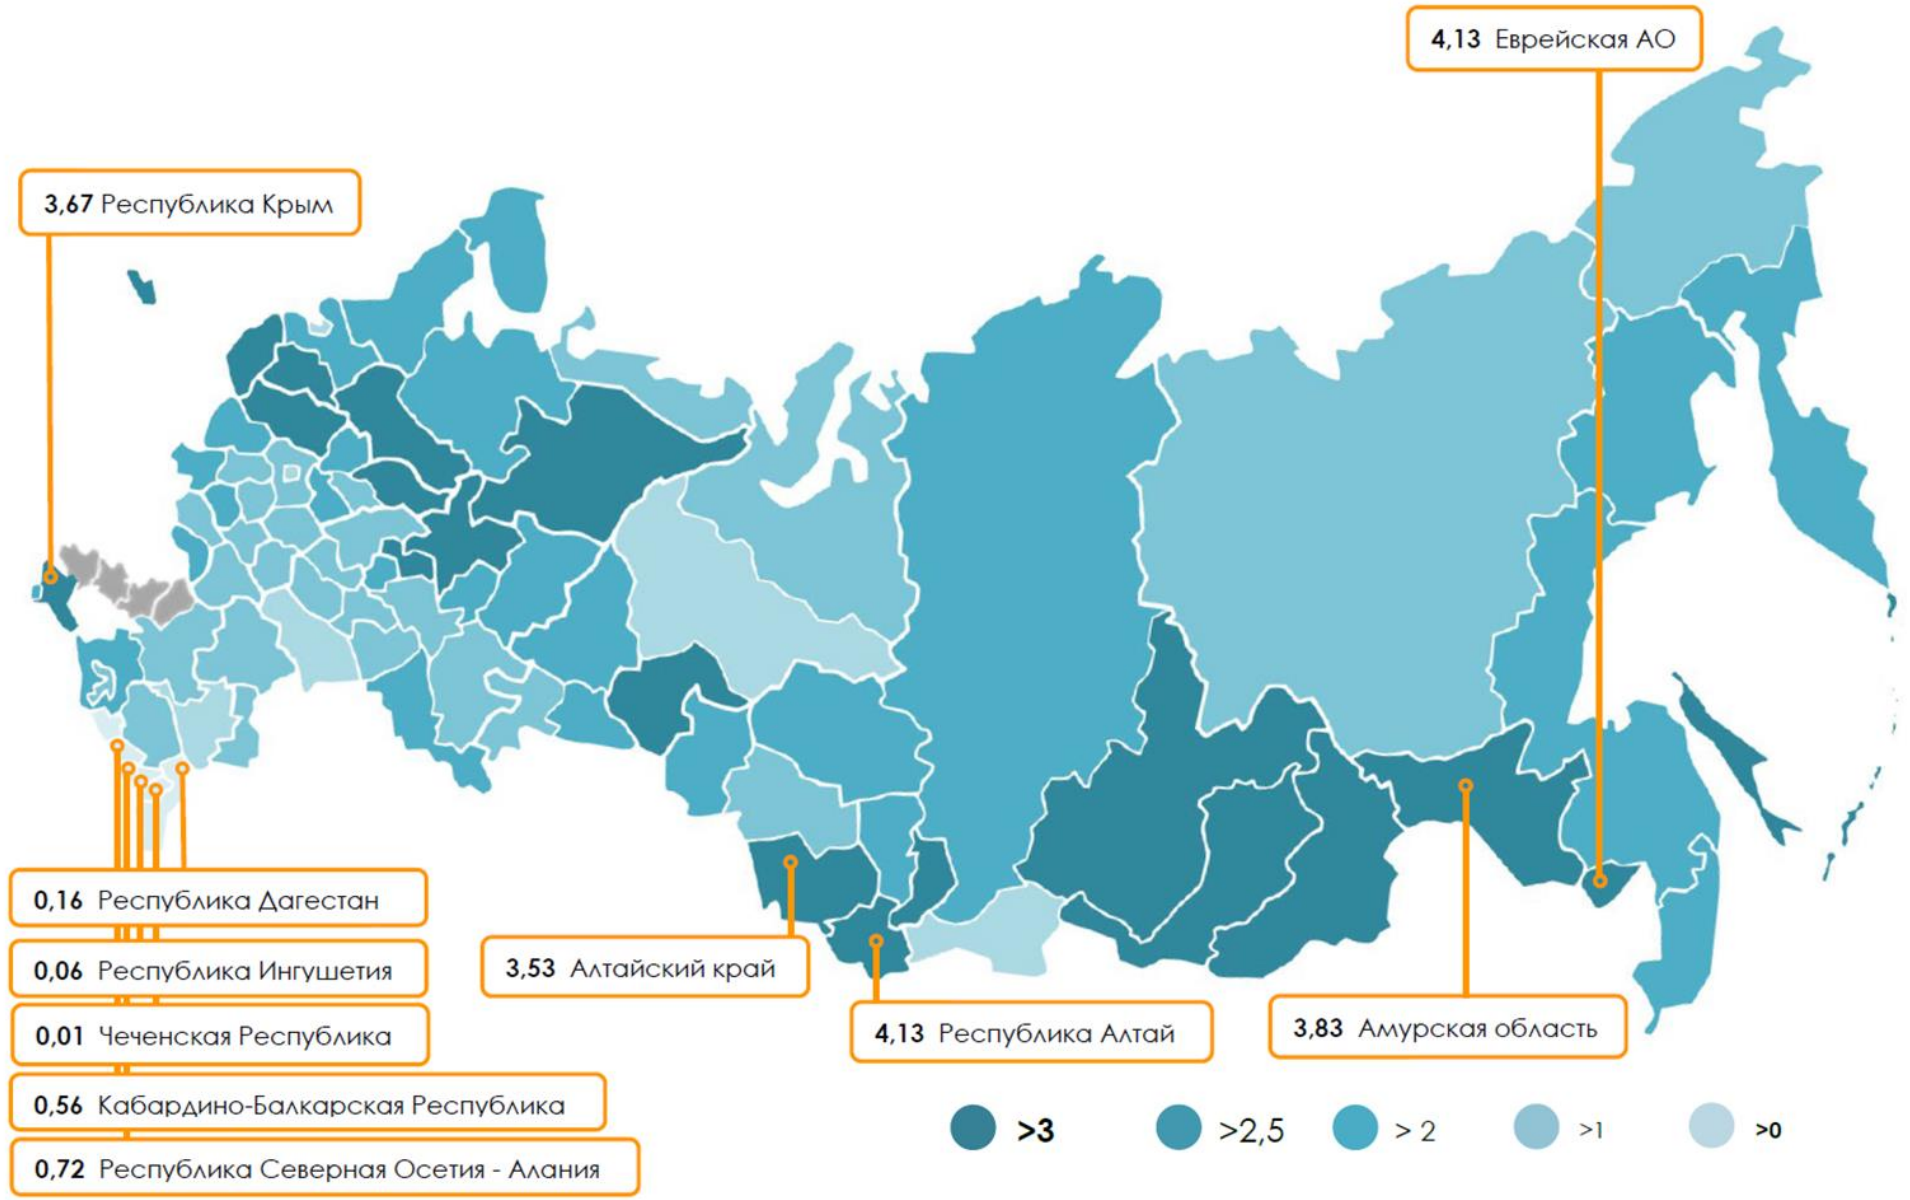 4,13 Еврейская АО
3,67 Республика Крым
0,16 Республика Дагестан
0,06 Республика Ингушетия
0,01 Чеченская Республика
0,56 Кабардино-Балкарская Республика
0,72 Республика Северная Осетия - Алания
3,53 Алтайский край
4,13 Республика Алтай
3,83 Амурская область
>3 >2,5 > 2 >1 >0